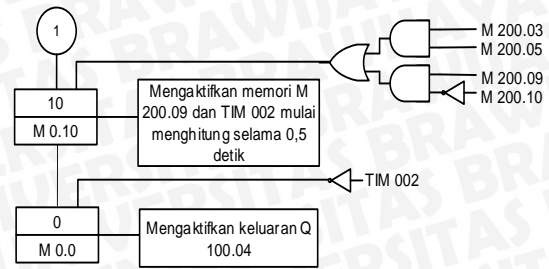 1
M 200.03
M 200.05
M 200.09
M 200.10
10
M 0.10
Mengaktifkan memori M
200.09 dan TIM 002 mulai
menghitung selama 0,5
detik
TIM 002
0
M 0.0
Mengaktifkan keluaran Q
100.04